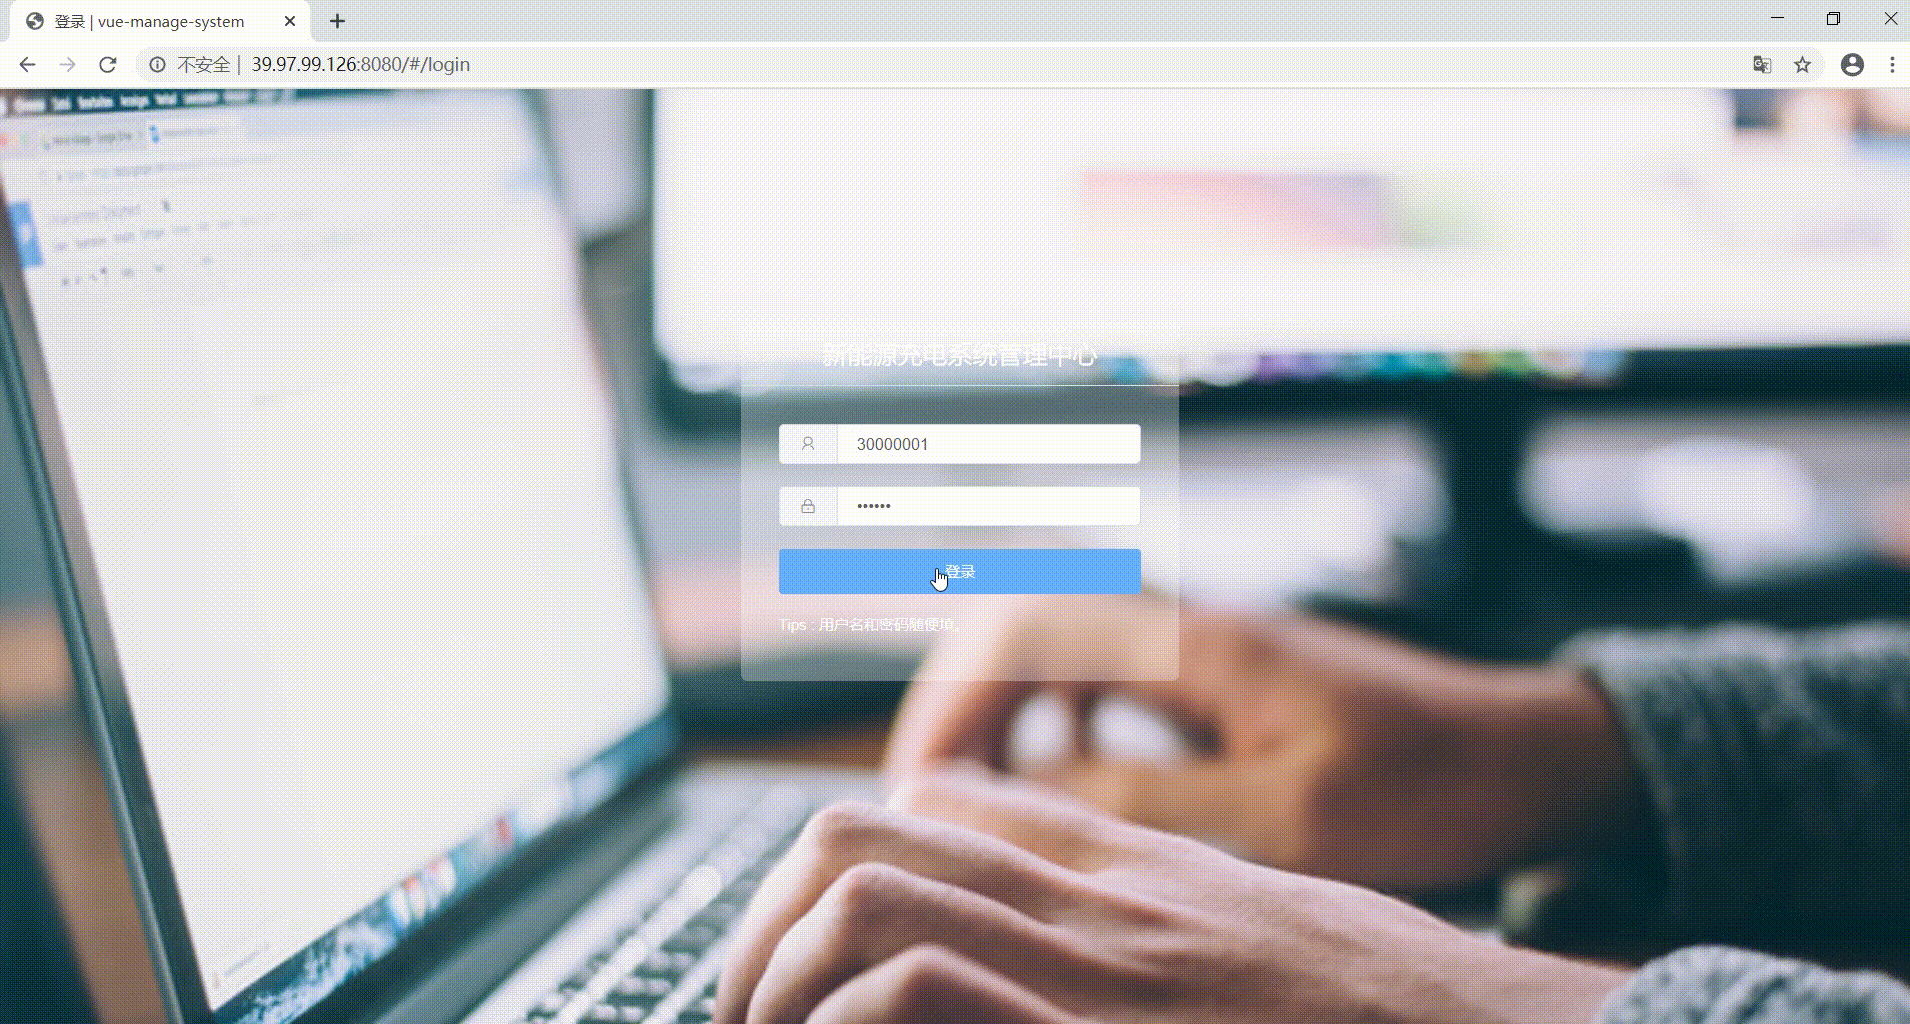 登录 | vue-manage-system
不安全 | 39.97.99.126:8080/#/login
新能源充电系统管理中心
30000001
••••••
登录
Tips : 用户名和密码随便填。